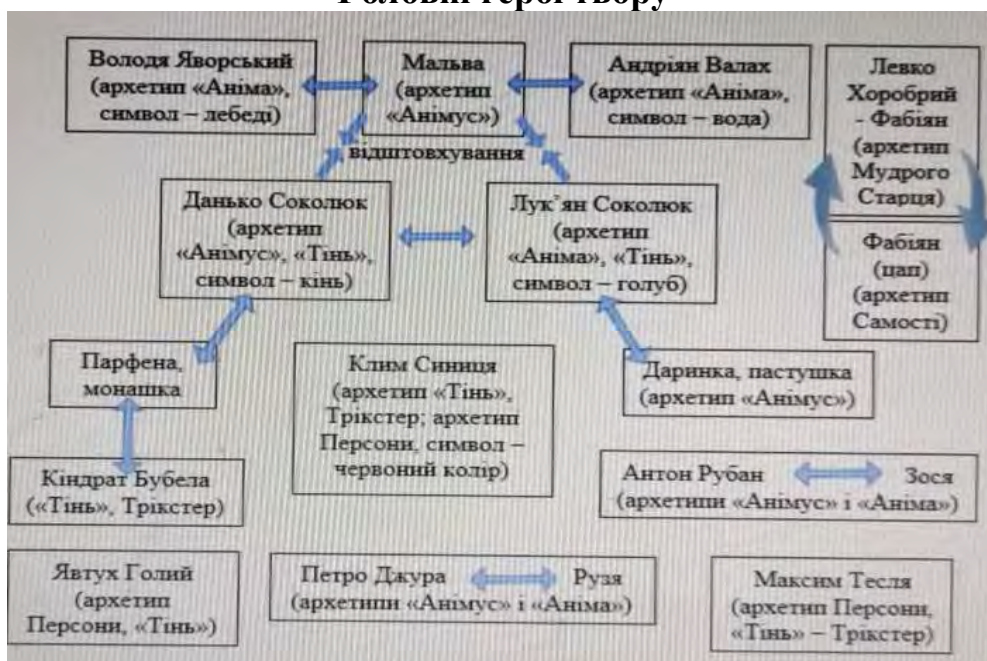 Головні герої твору
Володя Яворський
(архетип «Аніма»,
символ – лебеді)
Мальва
(архетип
«Анімус»)
Андріян Валах
(архетип «Аніма»,
символ – вода)
Левко
Хоробрий
- Фабіян
(архетип
Мудрого
Старця)
відштовхування
Данько Соколюк
(архетип
«Анімус», «Тінь»,
символ – кінь)
Лук’ян Соколюк
(архетип
«Аніма», «Тінь»,
символ – голуб)
Фабіян
(цап)
(архетип
Самості)
Парфена,
монашка
Клим Синиця
(архетип «Тінь»,
Трікстер; архетип
Персони, символ –
червоний колір)
Даринка, пастушка
(архетип «Анімус»)
Кіндрат Бубела
(«Тінь», Трікстер)
Антон Рубан Зося
(архетипи «Анімус» і «Аніма»)
Явтух Голий
(архетип
Персони, «Тінь»)
Петро Джура Рузя
(архетипи «Анімус» і «Аніма»)
Максим Тесля
(архетип Персони,
«Тінь» – Трікстер)